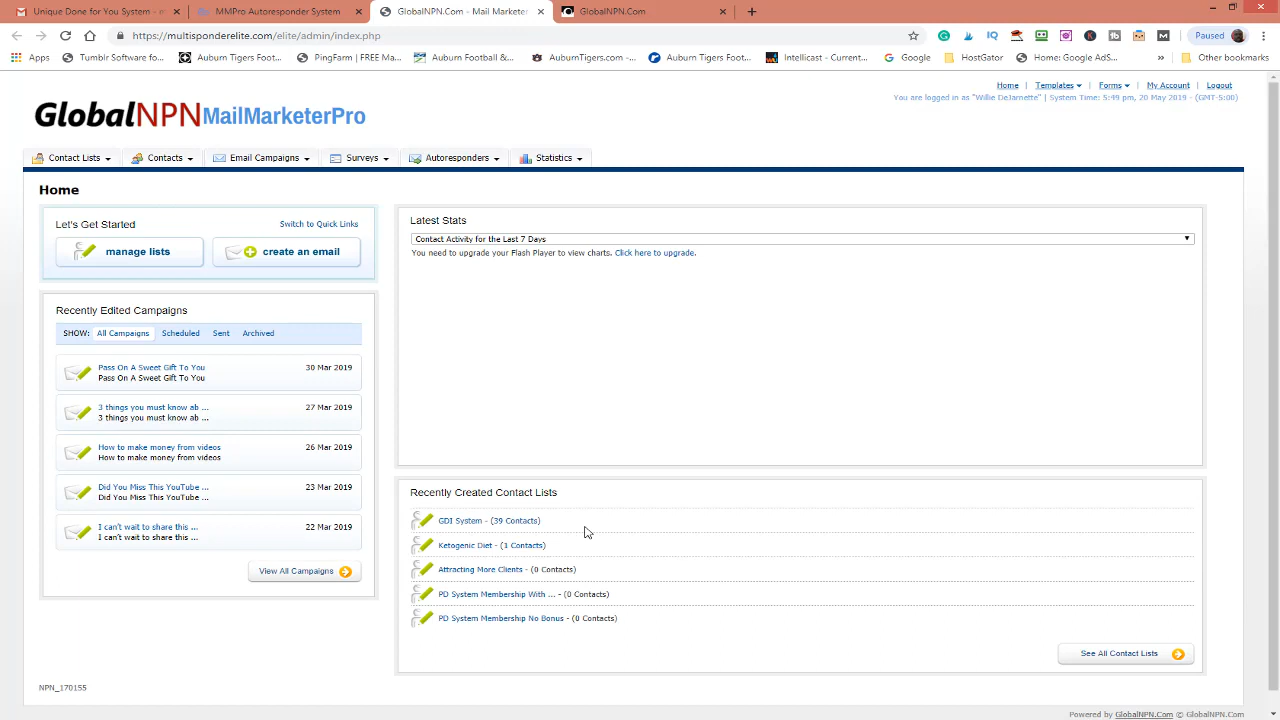 Unique Done for You System - m
MMPro Autoresponder System
GlobalNPN.Com - Mail Marketer
GlobalNPN.Com
https://multisponderelite.com/elite/admin/index.php
Paused
Apps
Tumblr Software fo...
Auburn Tigers Foot...
PingFarm | FREE Ma...
Auburn Football &...
AuburnTigers.com -...
Auburn Tigers Foot...
Intellicast - Current...
Google
HostGator
Home: Google AdS...
»
Other bookmarks
Home Templates Forms My Account Logout
You are logged in as "Willie DeJarnette" | System Time: 5:49 pm, 20 May 2019 - (GMT-5:00)
GlobalNPN MailMarketerPro
Contact Lists Contacts Email Campaigns Surveys Autoresponders Statistics
Home
Let's Get Started
Switch to Quick Links
manage lists
create an email
Recently Edited Campaigns
SHOW: All Campaigns Scheduled Sent Archived
Pass On A Sweet Gift To You 30 Mar 2019
Pass On A Sweet Gift To You
3 things you must know ab ... 27 Mar 2019
3 things you must know ab ...
How to make money from videos 26 Mar 2019
How to make money from videos
Did You Miss This YouTube ... 23 Mar 2019
Did You Miss This YouTube ...
I can't wait to share this ... 22 Mar 2019
I can't wait to share this ...
View All Campaigns
Latest Stats
Contact Activity for the Last 7 Days
You need to upgrade your Flash Player to view charts. Click here to upgrade.
Recently Created Contact Lists
GDI System - (39 Contacts)
Ketogenic Diet - (1 Contacts)
Attracting More Clients - (0 Contacts)
PD System Membership With ... - (0 Contacts)
PD System Membership No Bonus - (0 Contacts)
See All Contact Lists
NPN_170155
Powered by GlobalNPN.Com © GlobalNPN.Com